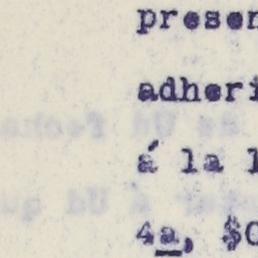 presen
adheri
á la l
4a, $0